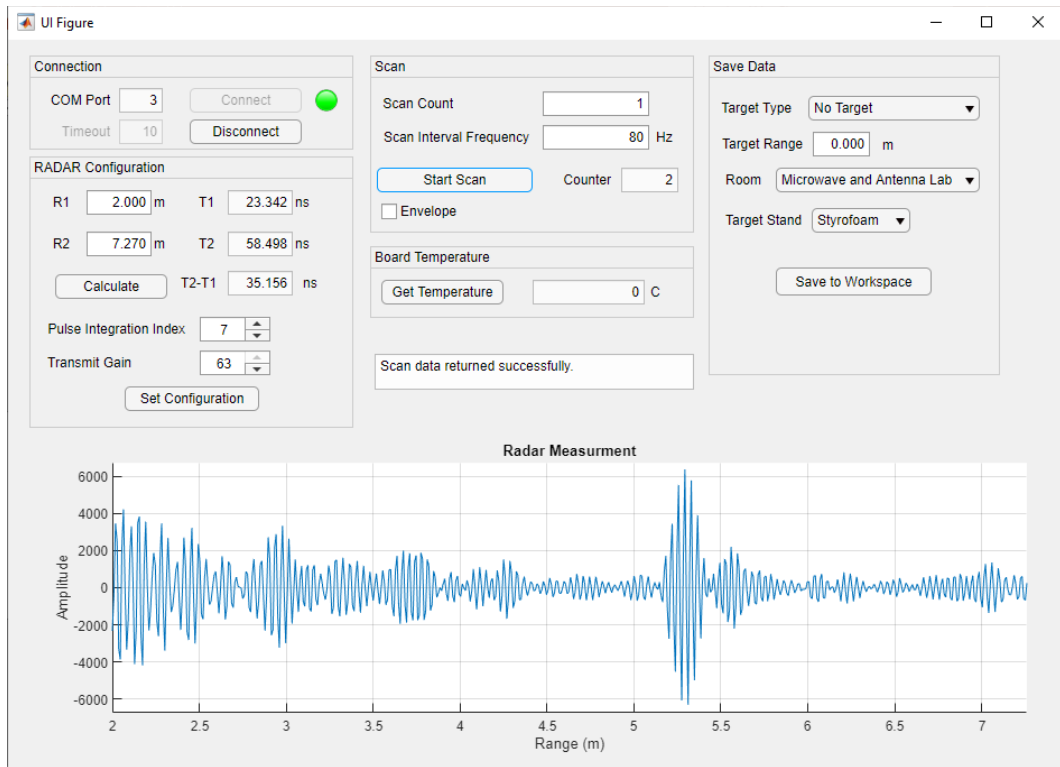 UI Figure
Connection
COM Port 3 Connect
Timeout 10 Disconnect
RADAR Configuration
R1 2.000 m T1 23.342 ns
R2 7.270 m T2 58.498 ns
Calculate T2-T1 35.156 ns
Pulse Integration Index 7
Transmit Gain 63
Set Configuration
Scan
Scan Count 1
Scan Interval Frequency 80 Hz
Start Scan Counter 2
Envelope
Board Temperature
Get Temperature 0 C
Scan data returned successfully.
Save Data
Target Type No Target
Target Range 0.000 m
Room Microwave and Antenna Lab
Target Stand Styrofoam
Save to Workspace
Radar Measurment
Amplitude
6000
4000
2000
0
-2000
-4000
-6000
2 2.5 3 3.5 4 4.5 5 5.5 6 6.5 7
Range (m)